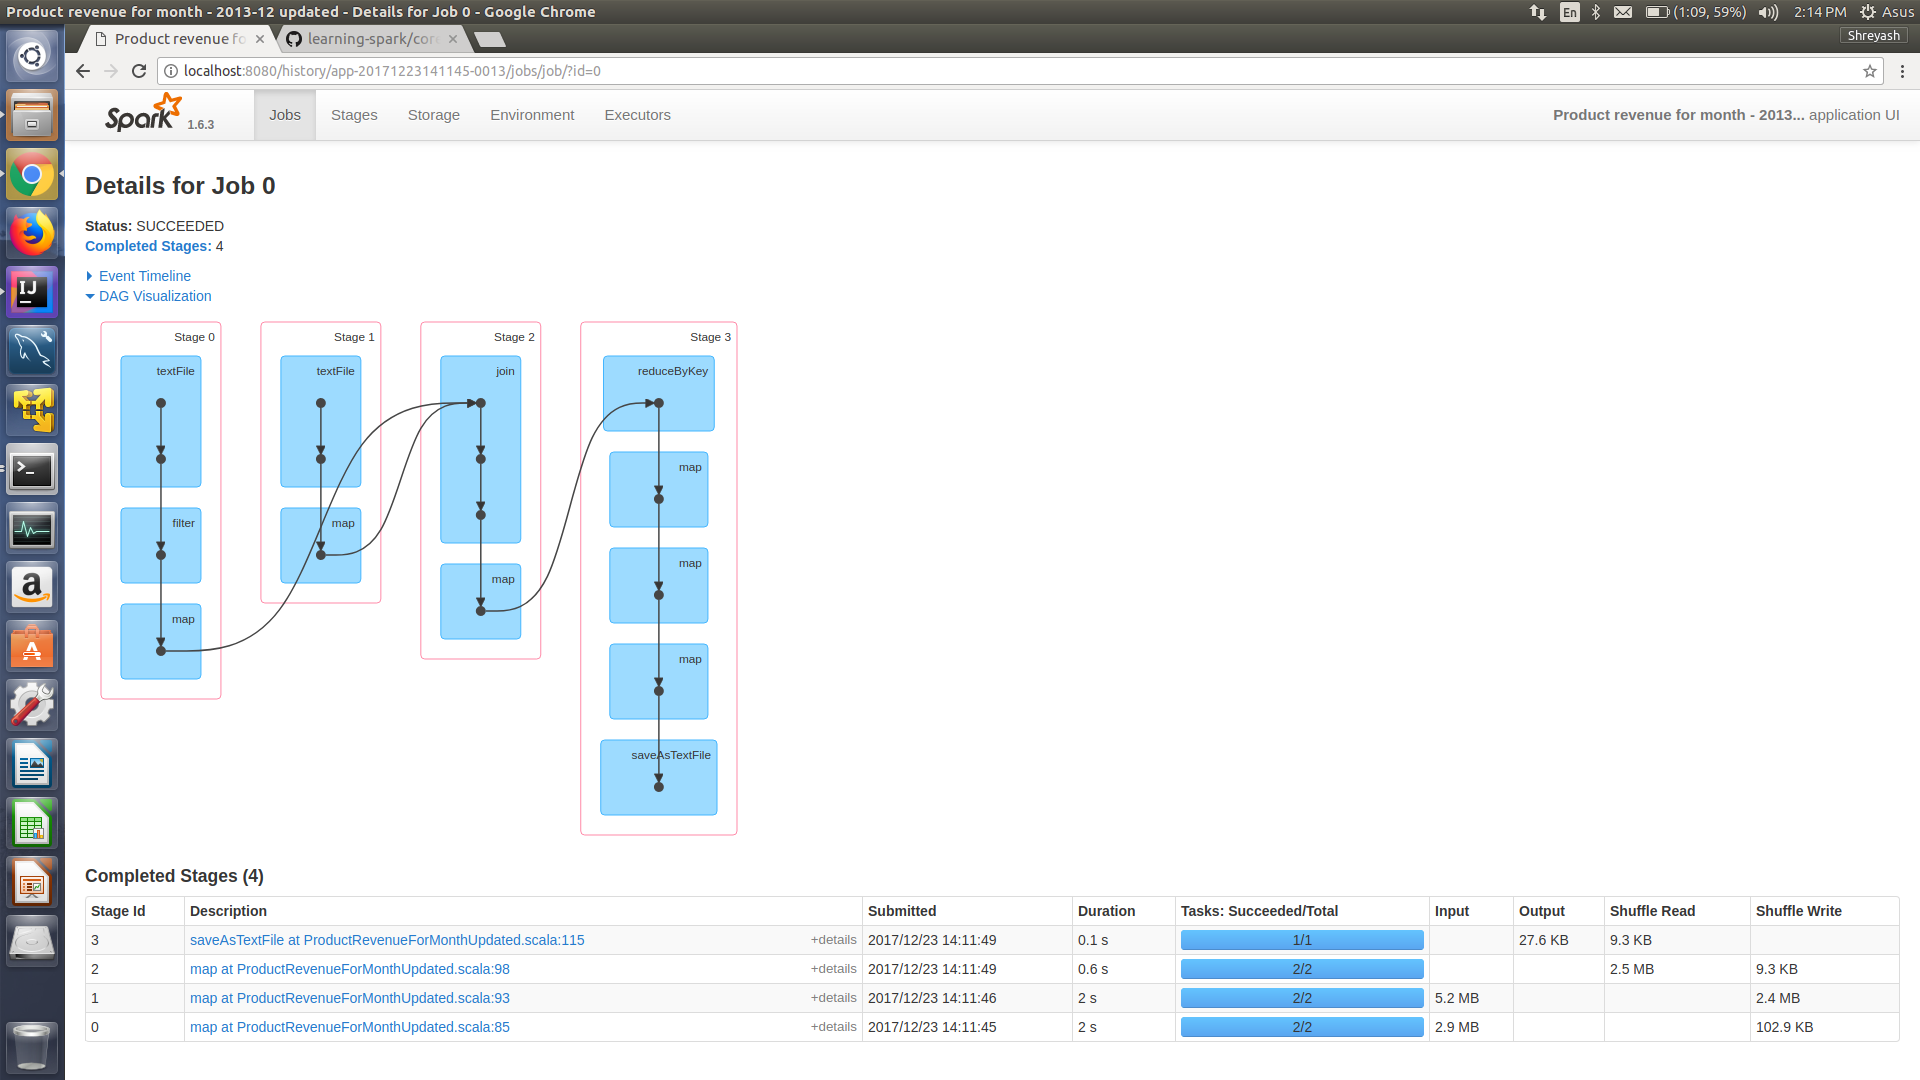 Product revenue for month - 2013-12 updated - Details for Job 0 - Google Chrome
En (1:09, 59%) 2:14 PM Asus
Product revenue fo learning-spark/cor Shreyash
localhost:8080/history/app-20171223141145-0013/jobs/job/?id=0
Spark 1.6.3 Jobs Stages Storage Environment Executors Product revenue for month - 2013... application UI
Details for Job 0
Status: SUCCEEDED
Completed Stages: 4
Event Timeline
DAG Visualization
Stage 0
textFile
filter
map
Stage 1
textFile
map
Stage 2
join
map
Stage 3
reduceByKey
map
map
map
saveAsTextFile
Completed Stages (4)
Stage Id Description Submitted Duration Tasks: Succeeded/Total Input Output Shuffle Read Shuffle Write
3 saveAsTextFile at ProductRevenueForMonthUpdated.scala:115 +details 2017/12/23 14:11:49 0.1 s 1/1 27.6 KB 9.3 KB
2 map at ProductRevenueForMonthUpdated.scala:98 +details 2017/12/23 14:11:49 0.6 s 2/2 2.5 MB 9.3 KB
1 map at ProductRevenueForMonthUpdated.scala:93 +details 2017/12/23 14:11:46 2 s 2/2 5.2 MB 2.4 MB
0 map at ProductRevenueForMonthUpdated.scala:85 +details 2017/12/23 14:11:45 2 s 2/2 2.9 MB 102.9 KB
IJ
a